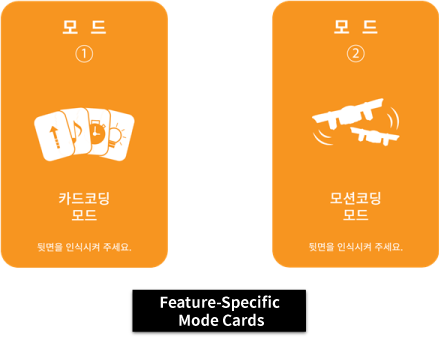 모 드
①
카드코딩
모드
뒷면을 인식시켜 주세요.
모 드
②
모션코딩
모드
뒷면을 인식시켜 주세요.
Feature-Specific
Mode Cards